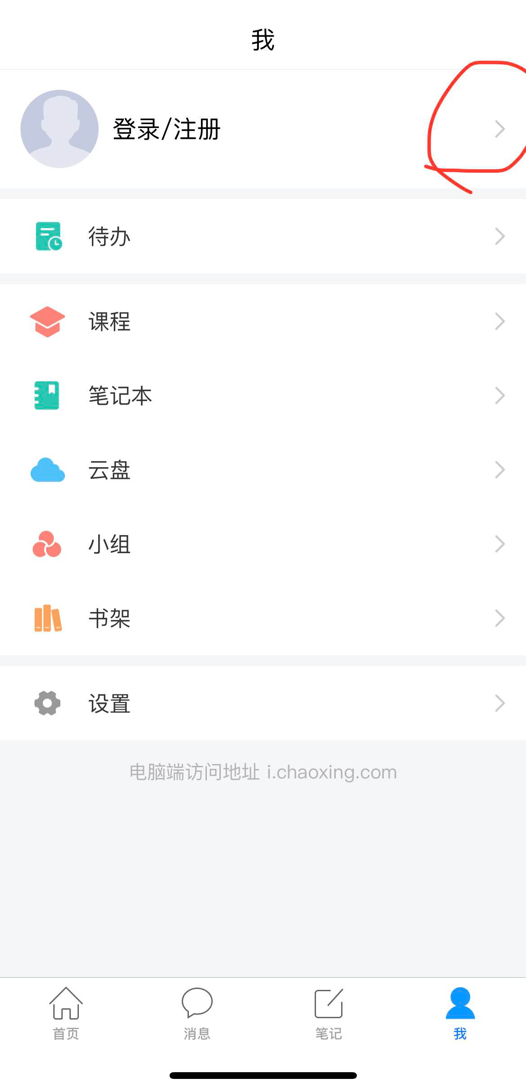 我
登录/注册
待办
课程
笔记本
云盘
小组
书架
设置
电脑端访问地址 i.chaoxing.com
首页
消息
笔记
我